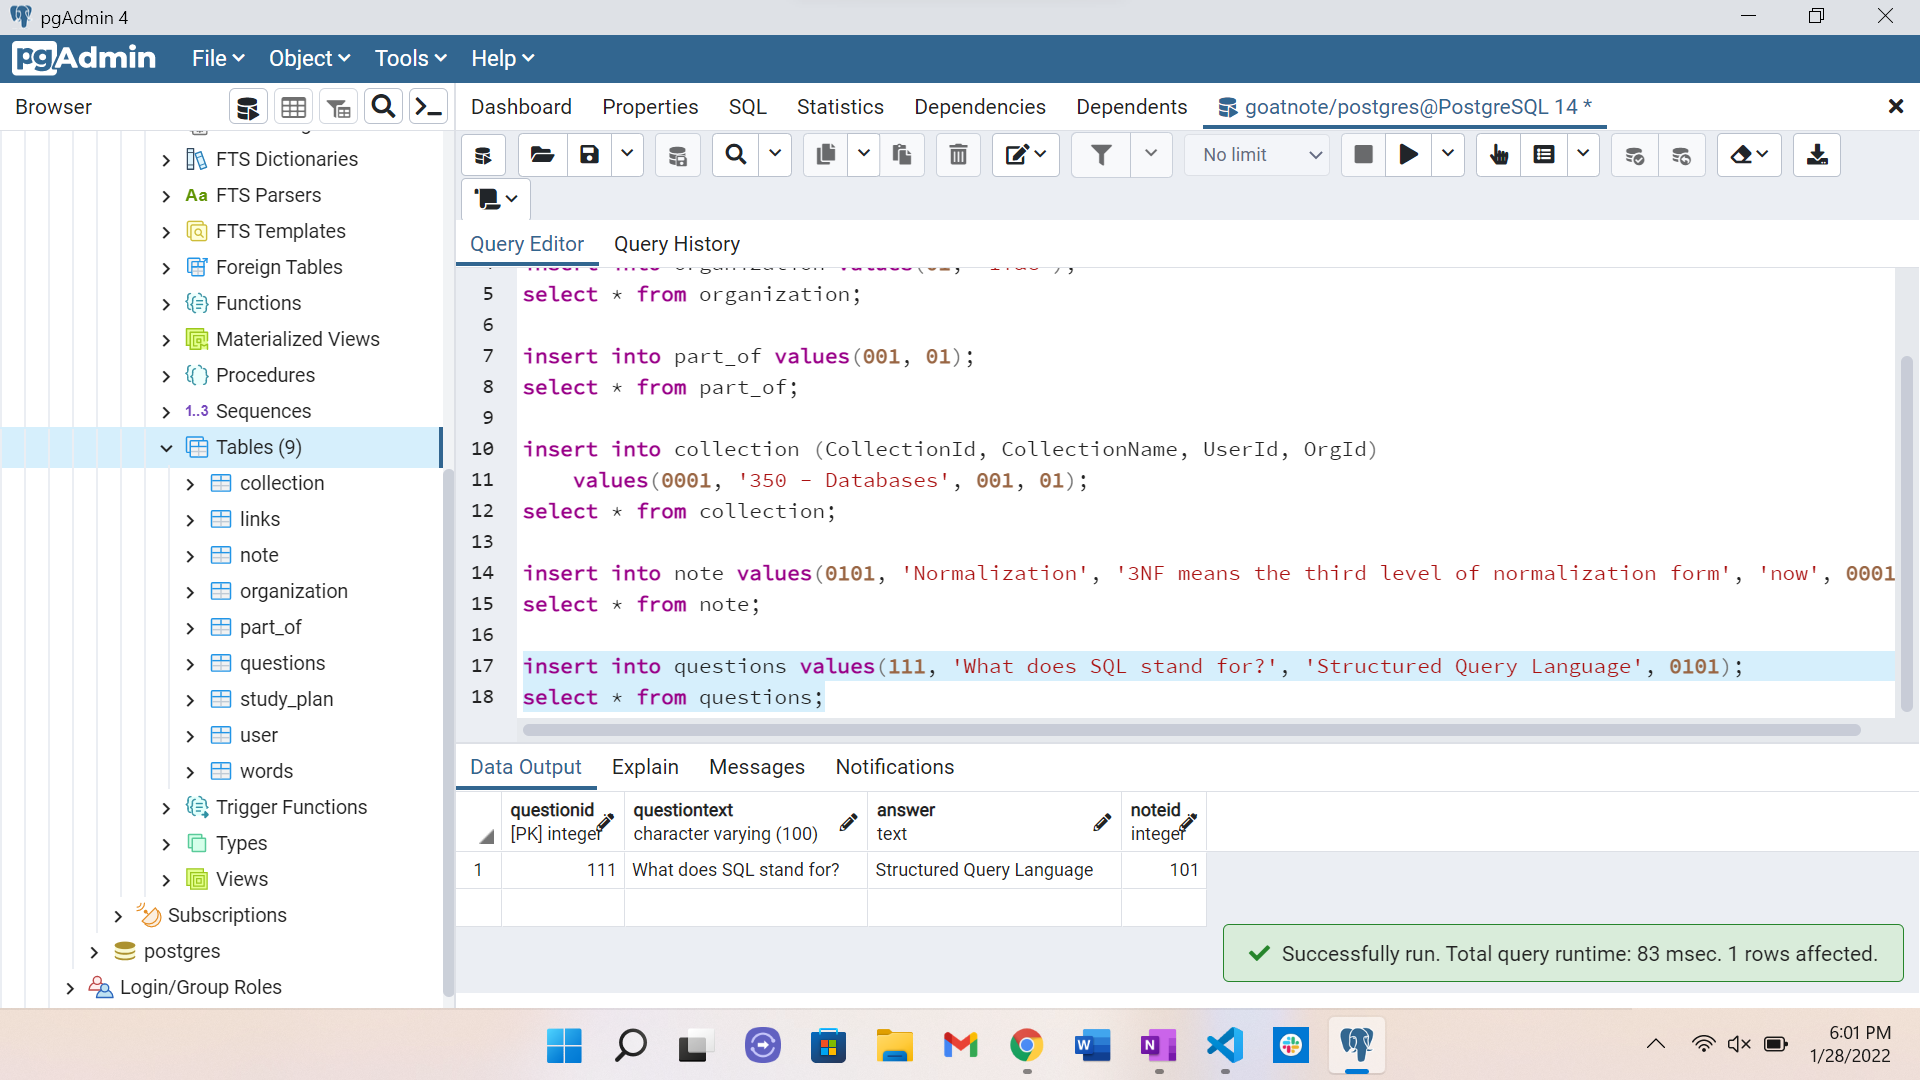 pgAdmin 4
pgAdmin File Object Tools Help
Browser
Dashboard Properties SQL Statistics Dependencies Dependents goatnote/postgres@PostgreSQL 14 *
No limit
Query Editor Query History
FTS Dictionaries
Aa FTS Parsers
FTS Templates
Foreign Tables
Functions
Materialized Views
Procedures
1..3 Sequences
Tables (9)
collection
links
note
organization
part_of
questions
study_plan
user
words
Trigger Functions
Types
Views
Subscriptions
postgres
Login/Group Roles
5 select * from organization;
6
7 insert into part_of values(001, 01);
8 select * from part_of;
9
10 insert into collection (CollectionId, CollectionName, UserId, OrgId)
11 values(0001, '350 - Databases', 001, 01);
12 select * from collection;
13
14 insert into note values(0101, 'Normalization', '3NF means the third level of normalization form', 'now', 0001
15 select * from note;
16
17 insert into questions values(111, 'What does SQL stand for?', 'Structured Query Language', 0101);
18 select * from questions;
Data Output Explain Messages Notifications
questionid questiontext answer noteid
[PK] integer character varying (100) text integer
1 111 What does SQL stand for? Structured Query Language 101
Successfully run. Total query runtime: 83 msec. 1 rows affected.
6:01 PM
1/28/2022